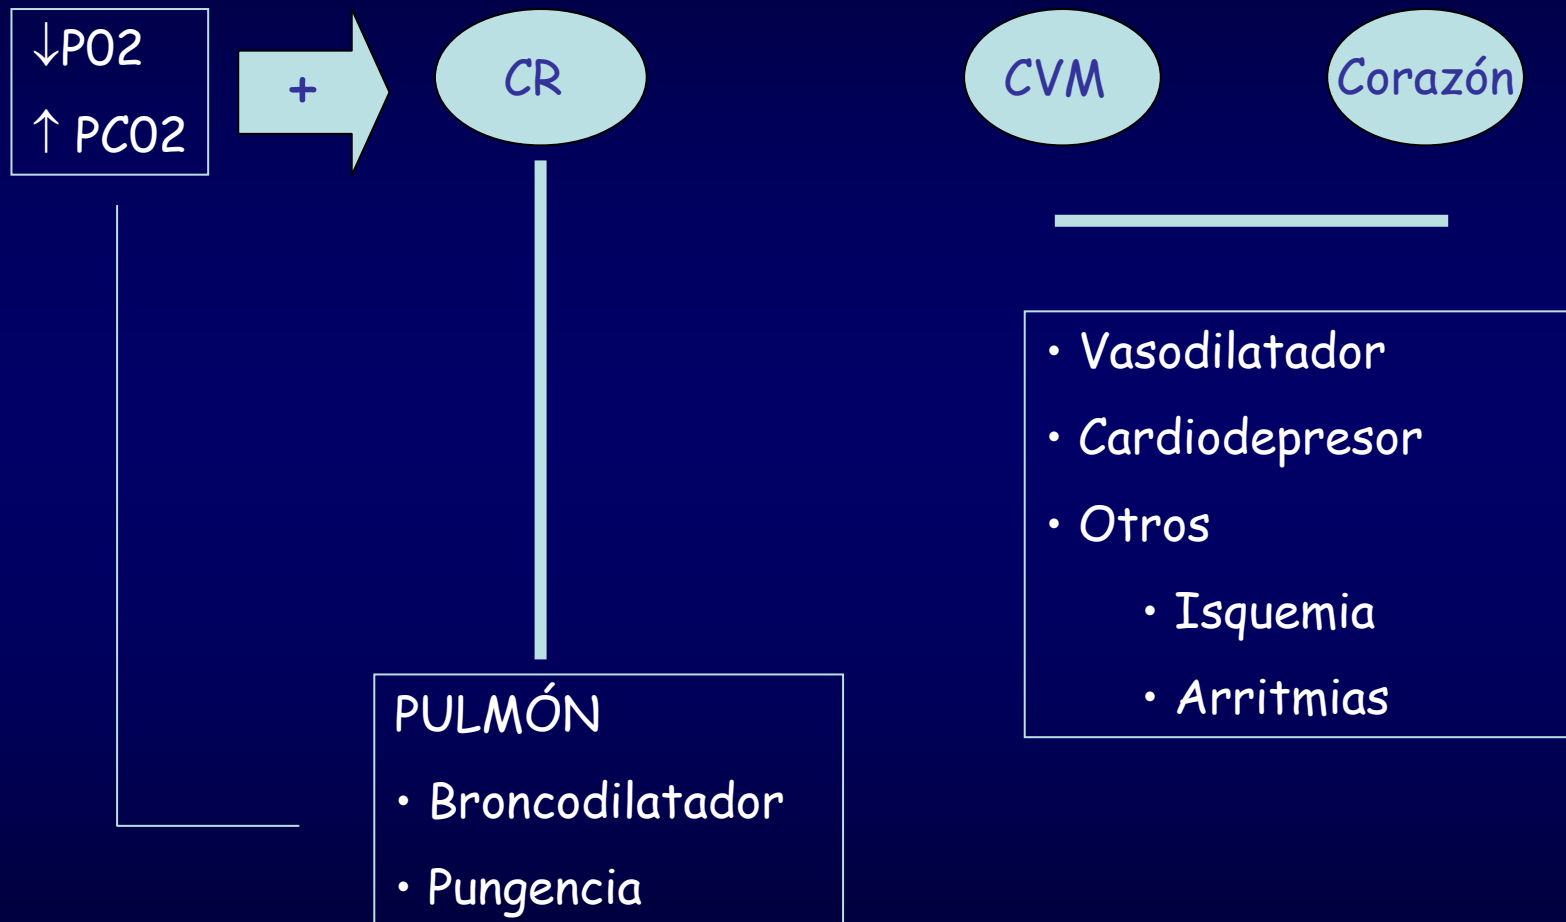 ↓PO2
↑ PCO2
+
CR
CVM
Corazón
• Vasodilatador
• Cardiodepresor
• Otros
• Isquemia
• Arritmias
PULMÓN
• Broncodilatador
• Pungencia